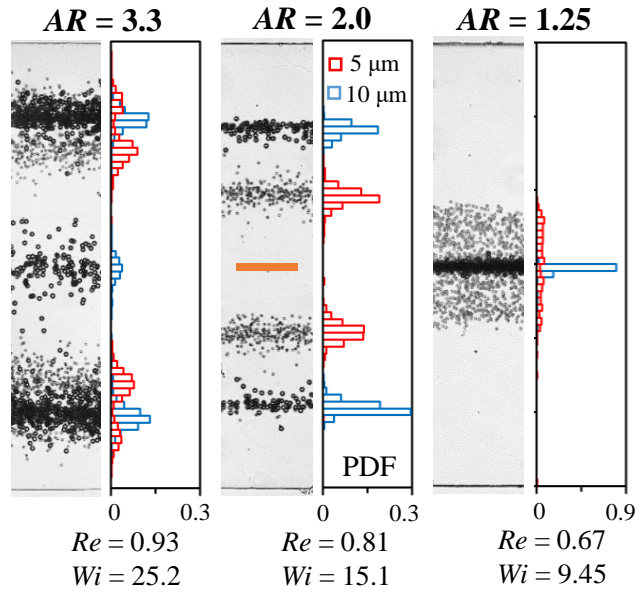 AR = 3.3
AR = 2.0
AR = 1.25
5 μm
10 μm
PDF
0 0.3
0 0.3
0 0.9
Re = 0.93
Wi = 25.2
Re = 0.81
Wi = 15.1
Re = 0.67
Wi = 9.45